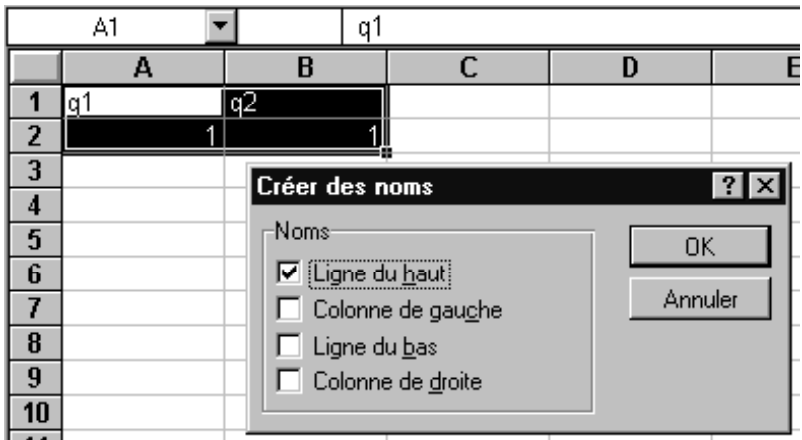 A1 q1
A B C D E
1 q1 q2
2 1 1
3
4
5
6
7
8
9
10
Créer des noms ? X
Noms
Ligne du haut
Colonne de gauche
Ligne du bas
Colonne de droite
OK
Annuler